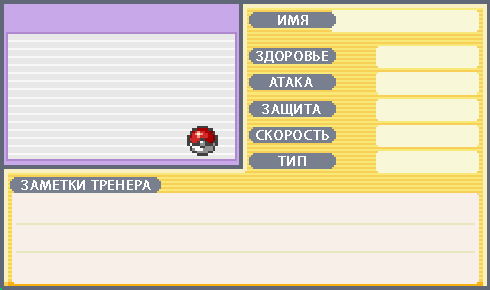 ИМЯ
ЗДОРОВЬЕ
АТАКА
ЗАЩИТА
СКОРОСТЬ
ТИП
ЗАМЕТКИ ТРЕНЕРА